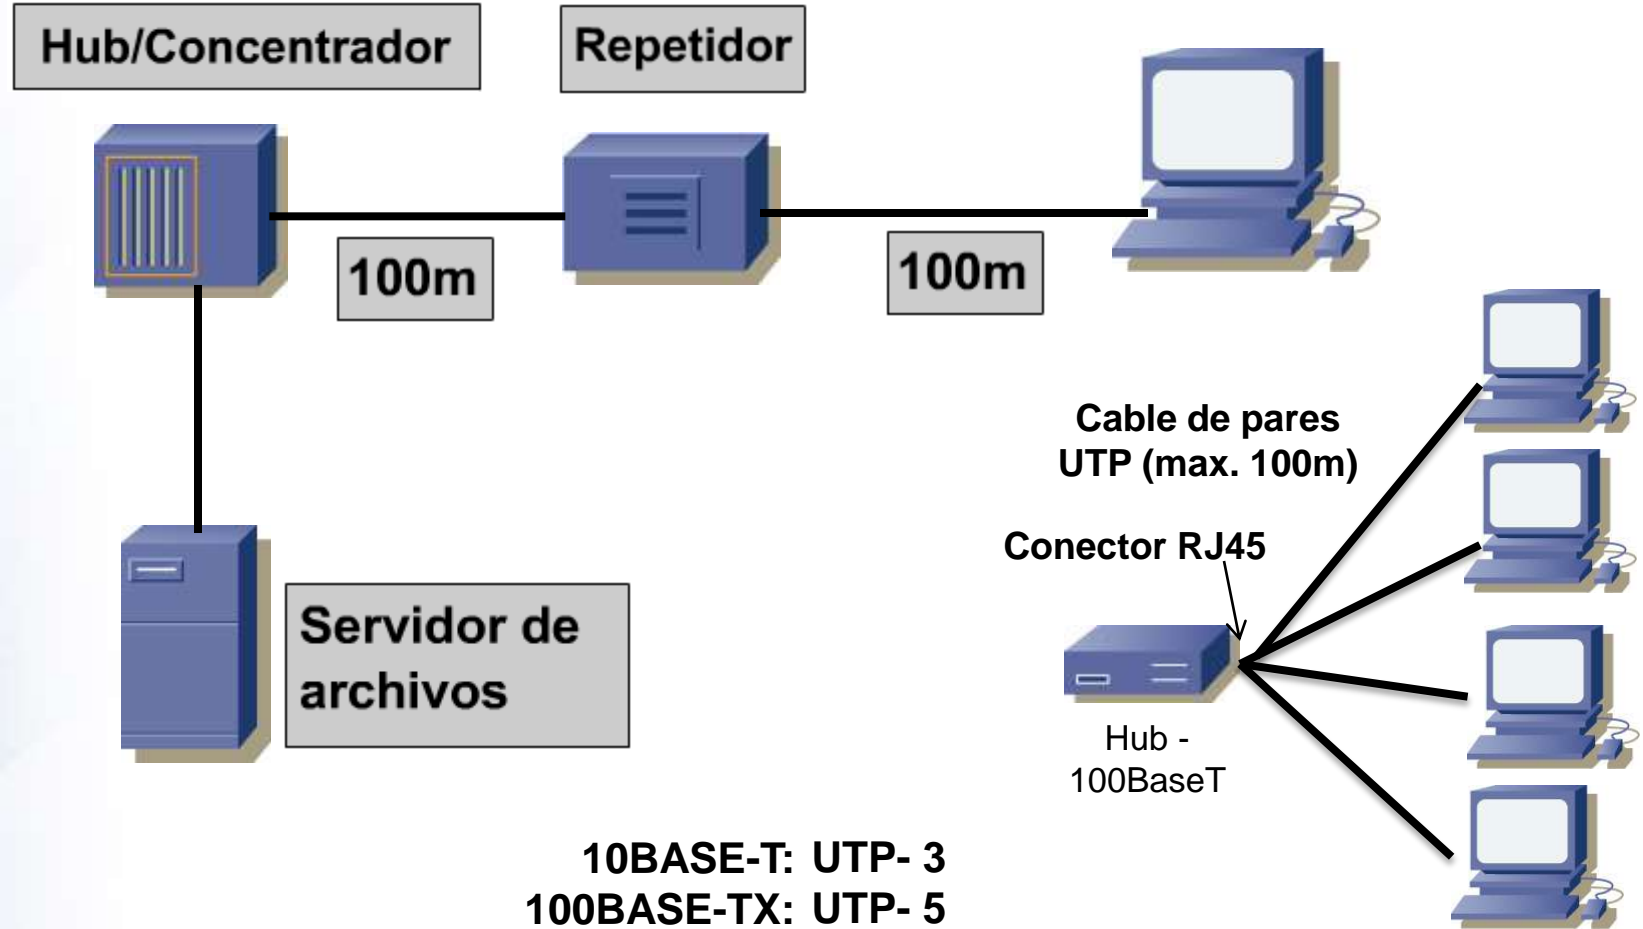 Hub/Concentrador
Repetidor
100m
100m
Cable de pares
UTP (max. 100m)
Conector RJ45
Servidor de
archivos
Hub -
100BaseT
10BASE-T: UTP- 3
100BASE-TX: UTP- 5